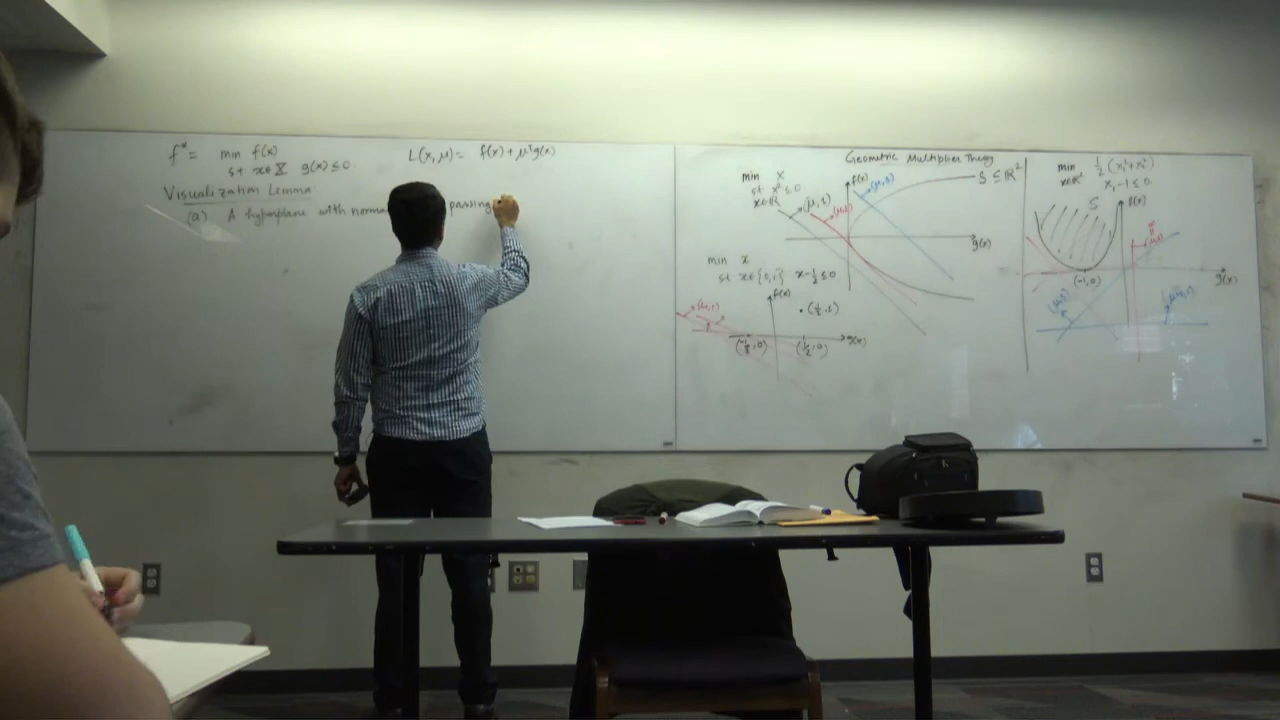 f* = min f(x)
s.t x∈X g(x) ≤ 0
L(x, μ) = f(x) + μᵀg(x)
Visualization Lemma
(a) A hyperplane with norma passing
Geometric Multiplier Theory
min x
st x² ≤ 0
x∈ℝ
f(x)
(μ, 1)
(μ, 1)
(μ, 1)
S ⊆ ℝ²
g(x)
min x
st x∈{0,1} x-½ ≤ 0
f(x)
(½, 1)
(-½, 0)
(½, 0)
g(x)
min ½(x₁²+x₂²)
x∈ℝ²
x₁-1 ≤ 0
S
f(x)
(-1, 0)
g(x)